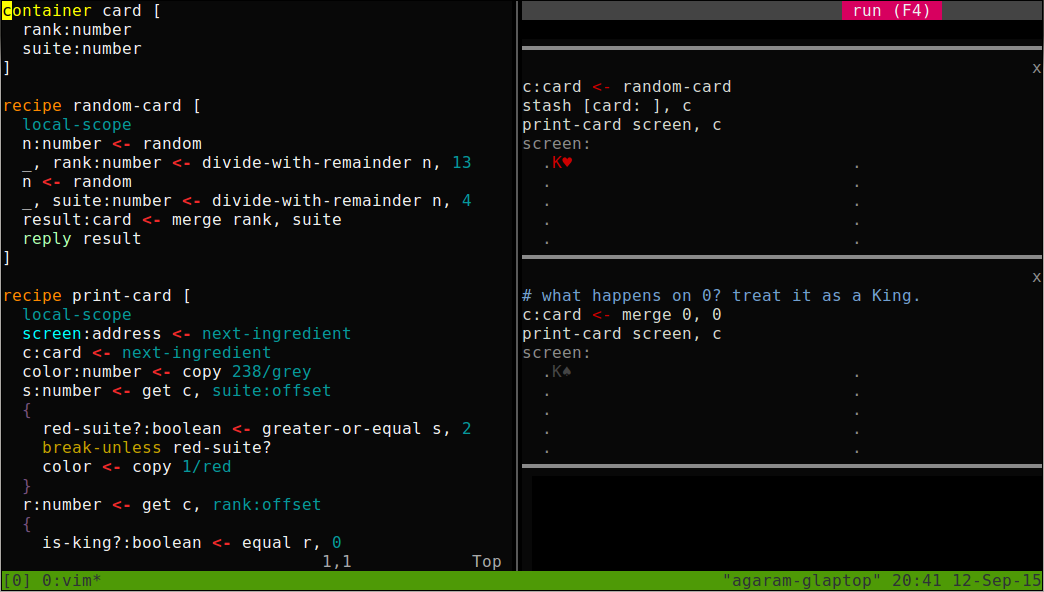 container card [
  rank:number
  suite:number
]
recipe random-card [
  local-scope
  n:number <- random
  _, rank:number <- divide-with-remainder n, 13
  n <- random
  _, suite:number <- divide-with-remainder n, 4
  result:card <- merge rank, suite
  reply result
]
recipe print-card [
  local-scope
  screen:address <- next-ingredient
  c:card <- next-ingredient
  color:number <- copy 238/grey
  s:number <- get c, suite:offset
  {
    red-suite?:boolean <- greater-or-equal s, 2
    break-unless red-suite?
    color <- copy 1/red
  }
  r:number <- get c, rank:offset
  {
    is-king?:boolean <- equal r, 0
1,1 Top
run (F4)
x
c:card <- random-card
stash [card: ], c
print-card screen, c
screen:
  .K♥ .
  . .
  . .
  . .
  . .
x
# what happens on 0? treat it as a King.
c:card <- merge 0, 0
print-card screen, c
screen:
  .K♠ .
  . .
  . .
  . .
  . .
[0] 0:vim* "agaram-glaptop" 20:41 12-Sep-15